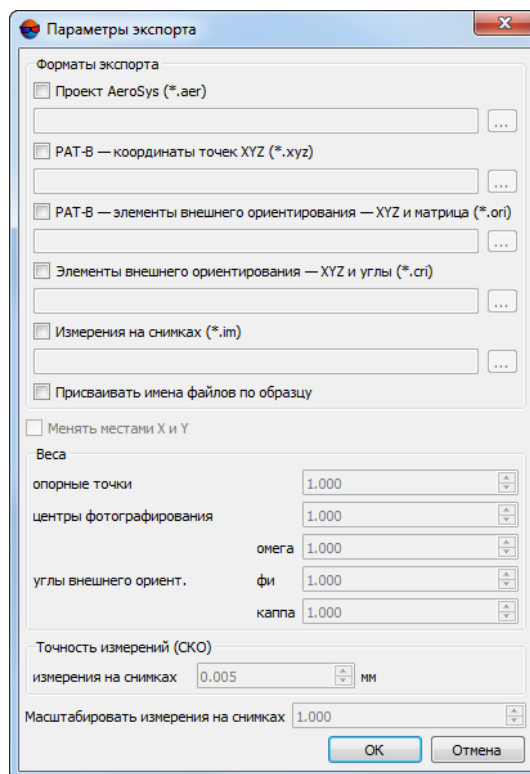 Параметры экспорта
Форматы экспорта
Проект AeroSys (*.aer)
...
PAT-B — координаты точек XYZ (*.xyz)
...
PAT-B — элементы внешнего ориентирования — XYZ и матрица (*.ori)
...
Элементы внешнего ориентирования — XYZ и углы (*.cri)
...
Измерения на снимках (*.im)
...
Присваивать имена файлов по образцу
Менять местами X и Y
Веса
опорные точки 1.000
центры фотографирования 1.000
омега 1.000
углы внешнего ориент. фи 1.000
каппа 1.000
Точность измерений (СКО)
измерения на снимках 0.005 мм
Масштабировать измерения на снимках 1.000
ОК Отмена